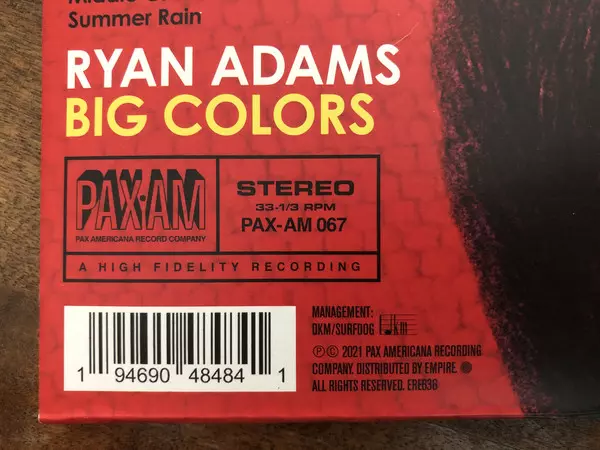 Summer Rain
RYAN ADAMS
BIG COLORS
PAX·AM
PAX AMERICANA RECORD COMPANY
STEREO
33-1/3 RPM
PAX-AM 067
A HIGH FIDELITY RECORDING
1 94690 48484 1
MANAGEMENT:
DKM/SURFDOG dkm
℗© 2021 PAX AMERICANA RECORDING
COMPANY. DISTRIBUTED BY EMPIRE.
ALL RIGHTS RESERVED. ERE636